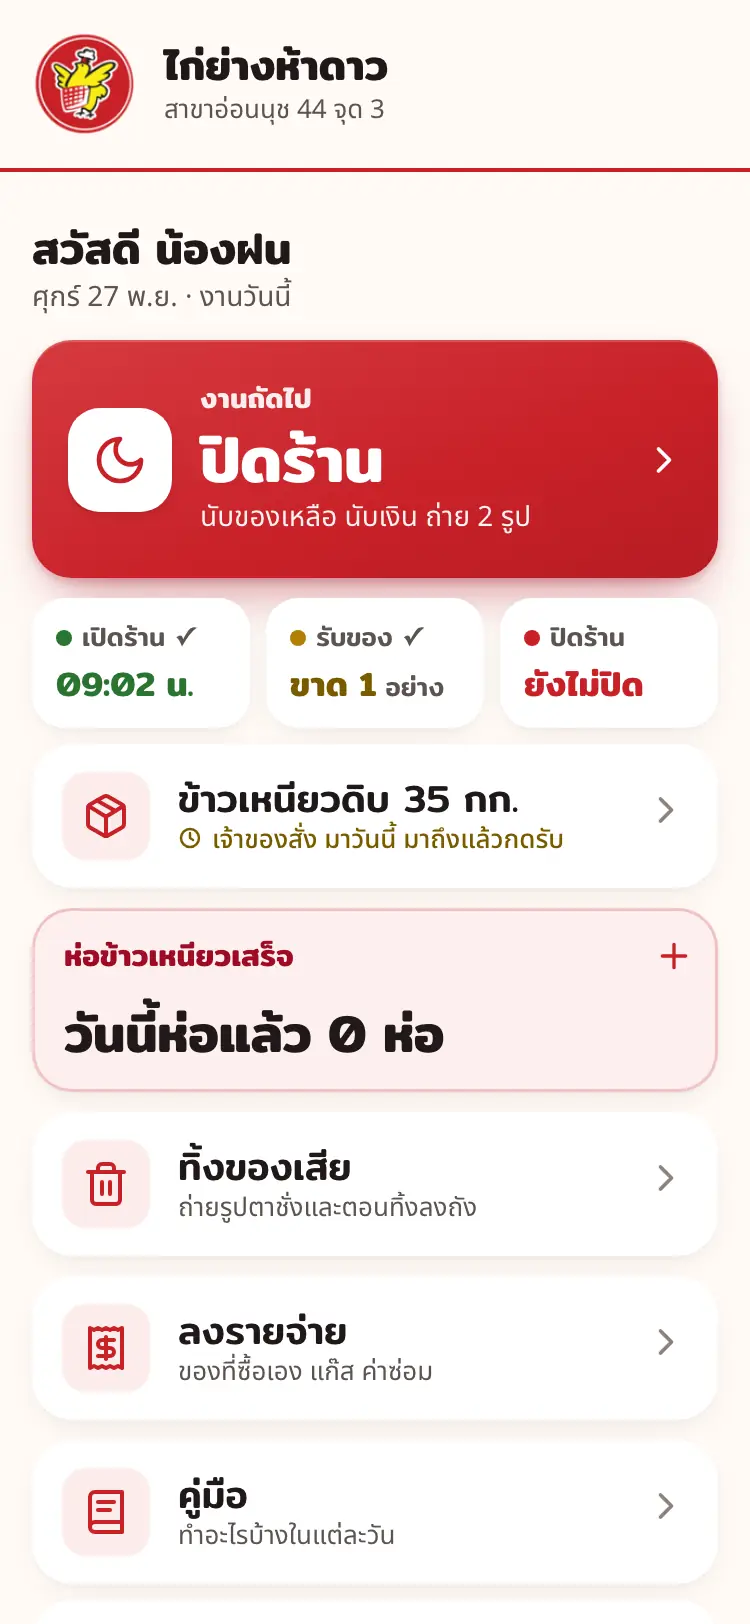 ไก่ย่างห้าดาว
สาขาอ่อนนุช 44 จุด 3
สวัสดี น้องฝน
ศุกร์ 27 พ.ย. · งานวันนี้
งานถัดไป
ปิดร้าน
นับของเหลือ นับเงิน ถ่าย 2 รูป
เปิดร้าน ✓
09:02 น.
รับของ ✓
ขาด 1 อย่าง
ปิดร้าน
ยังไม่ปิด
ข้าวเหนียวดิบ 35 กก.
เจ้าของสั่ง มาวันนี้ มาถึงแล้วกดรับ
ห่อข้าวเหนียวเสร็จ
วันนี้ห่อแล้ว 0 ห่อ
ทิ้งของเสีย
ถ่ายรูปตาชั่งและตอนทิ้งลงถัง
ลงรายจ่าย
ของที่ซื้อเอง แก๊ส ค่าซ่อม
คู่มือ
ทำอะไรบ้างในแต่ละวัน